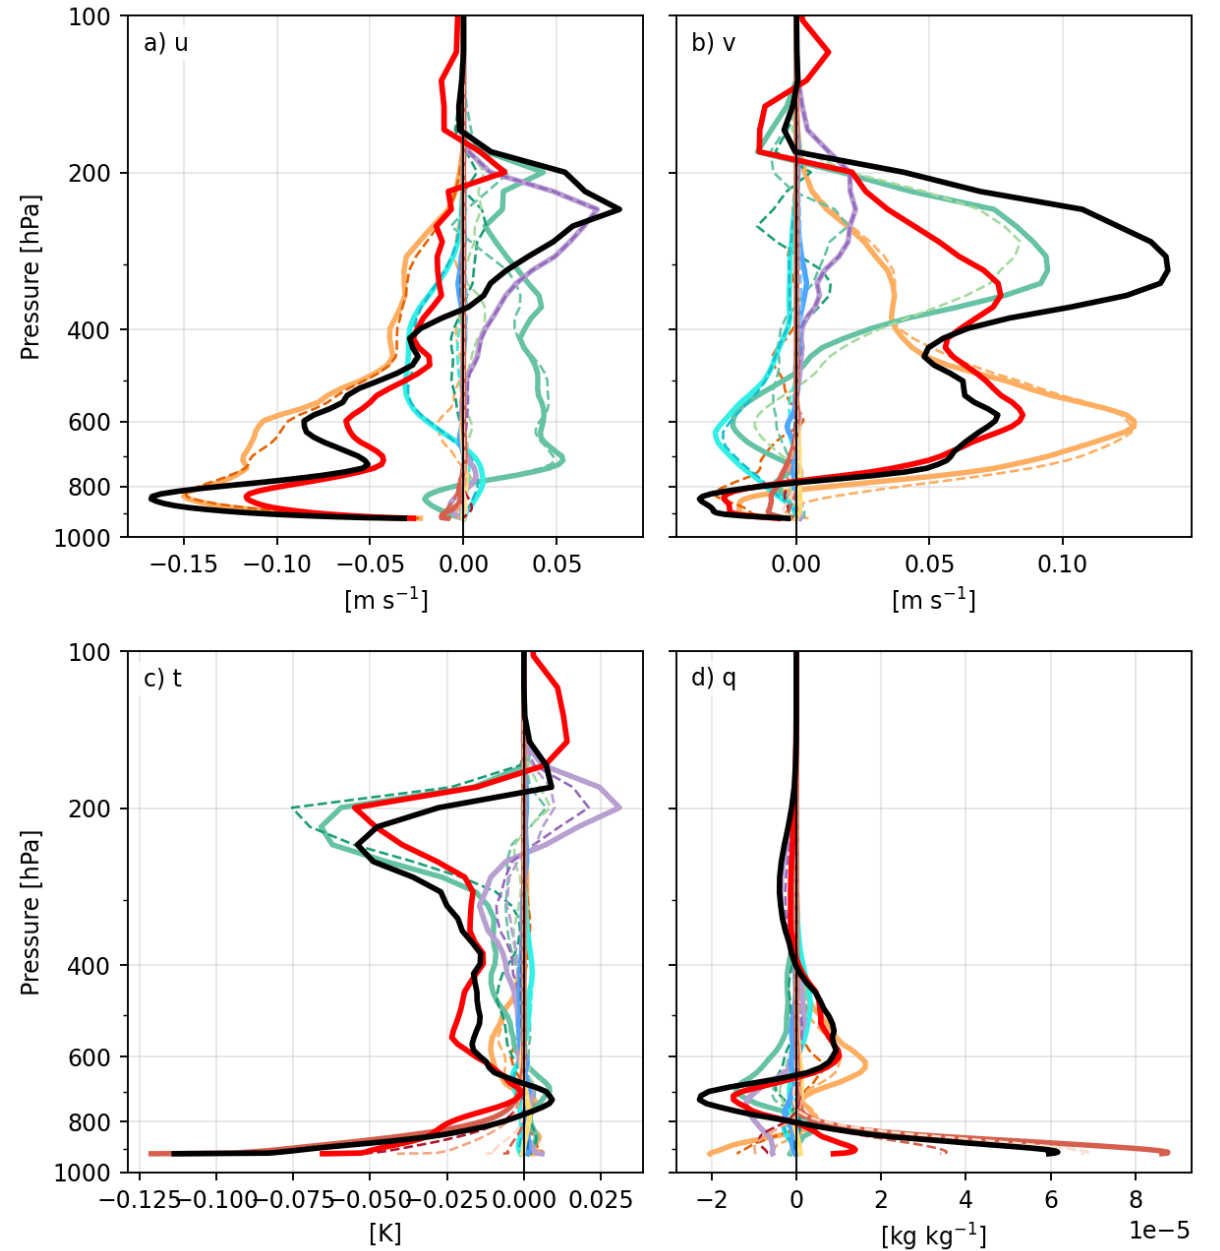 a) u
b) v
100
200
400
600
800
1000
Pressure [hPa]
−0.15 −0.10 −0.05 0.00 0.05
0.00 0.05 0.10
[m s⁻¹]
[m s⁻¹]
c) t
d) q
100
200
400
600
800
1000
Pressure [hPa]
−0.125 −0.100 −0.075 −0.050 −0.025 0.000 0.025
−2 0 2 4 6 8
1e−5
[K]
[kg kg⁻¹]